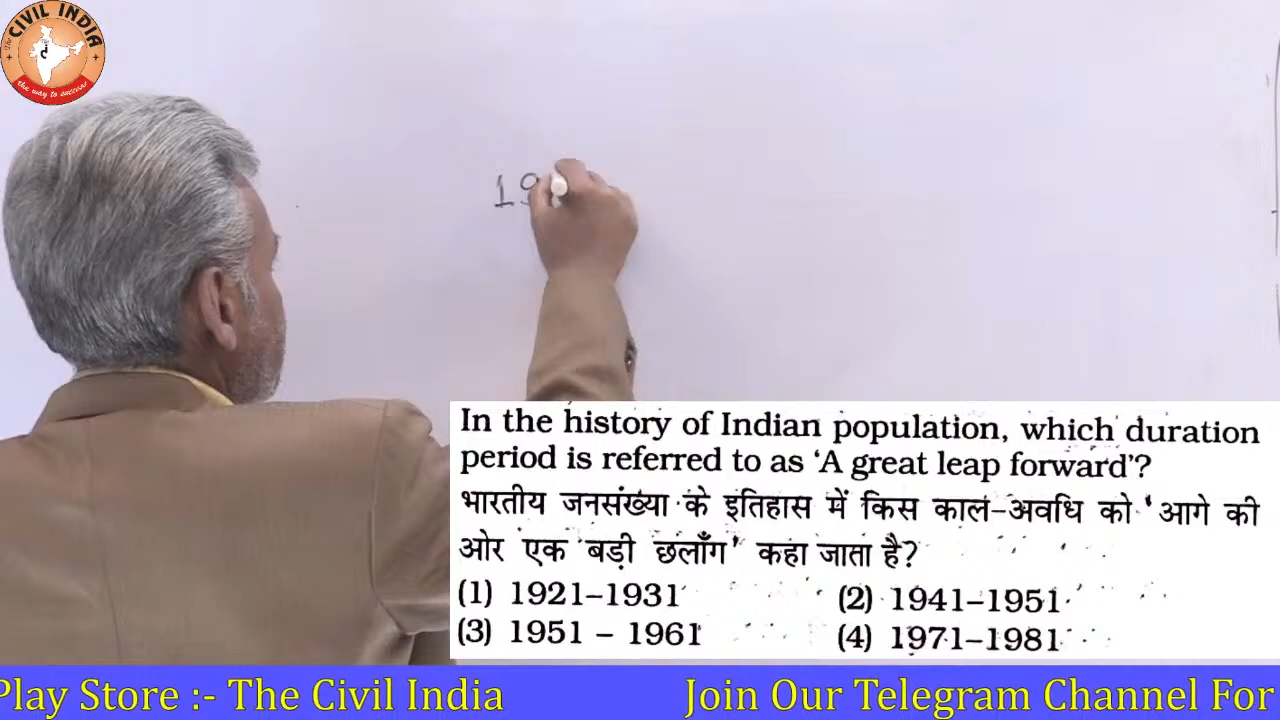 The CIVIL INDIA
the way to success
19
In the history of Indian population, which duration
period is referred to as 'A great leap forward'?
भारतीय जनसंख्या के इतिहास में किस काल-अवधि को 'आगे की
ओर एक बड़ी छलाँग' कहा जाता है?
(1) 1921–1931
(2) 1941–1951
(3) 1951 – 1961
(4) 1971–1981
Play Store :- The Civil India
Join Our Telegram Channel For